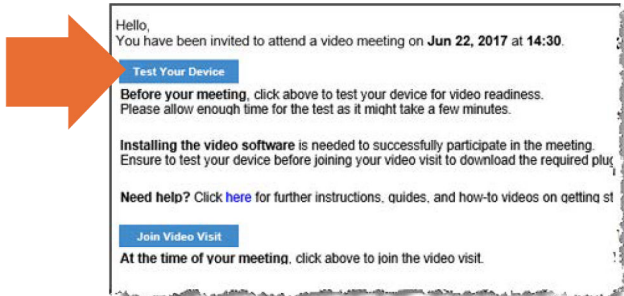 Hello,
You have been invited to attend a video meeting on Jun 22, 2017 at 14:30.
Test Your Device
Before your meeting, click above to test your device for video readiness.
Please allow enough time for the test as it might take a few minutes.
Installing the video software is needed to successfully participate in the meeting.
Ensure to test your device before joining your video visit to download the required plug
Need help? Click here for further instructions, guides, and how-to videos on getting st
Join Video Visit
At the time of your meeting, click above to join the video visit.